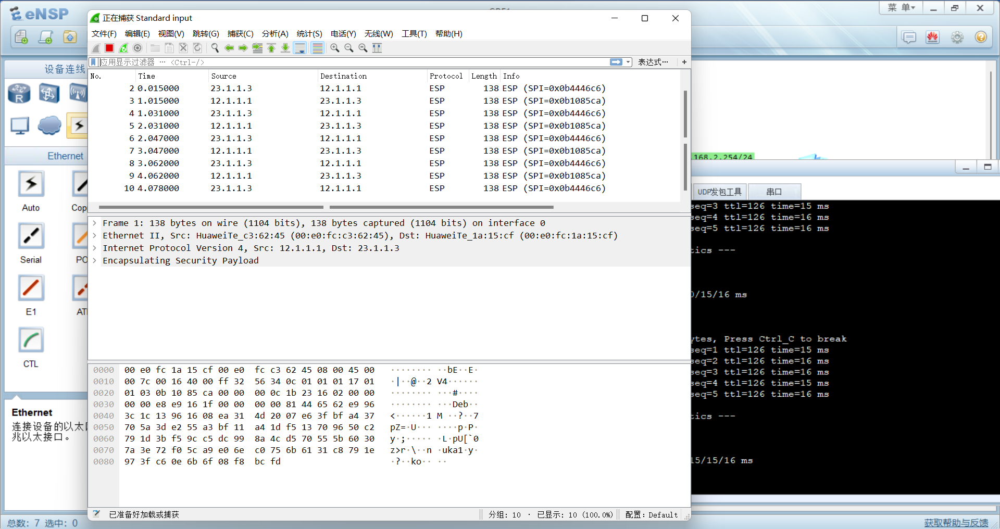 eNSP
菜 单
正在捕获 Standard input
文件(F) 编辑(E) 视图(V) 跳转(G) 捕获(C) 分析(A) 统计(S) 电话(Y) 无线(W) 工具(T) 帮助(H)
应用显示过滤器 … <Ctrl-/>
表达式… +
设备连线
No. Time Source Destination Protocol Length Info
2 0.015000 23.1.1.3 12.1.1.1 ESP 138 ESP (SPI=0x0b4446c6)
3 1.015000 12.1.1.1 23.1.1.3 ESP 138 ESP (SPI=0x0b1085ca)
4 1.031000 23.1.1.3 12.1.1.1 ESP 138 ESP (SPI=0x0b4446c6)
5 2.031000 12.1.1.1 23.1.1.3 ESP 138 ESP (SPI=0x0b1085ca)
6 2.047000 23.1.1.3 12.1.1.1 ESP 138 ESP (SPI=0x0b4446c6)
7 3.047000 12.1.1.1 23.1.1.3 ESP 138 ESP (SPI=0x0b1085ca)
8 3.062000 23.1.1.3 12.1.1.1 ESP 138 ESP (SPI=0x0b4446c6)
9 4.062000 12.1.1.1 23.1.1.3 ESP 138 ESP (SPI=0x0b1085ca)
10 4.078000 23.1.1.3 12.1.1.1 ESP 138 ESP (SPI=0x0b4446c6)
Frame 1: 138 bytes on wire (1104 bits), 138 bytes captured (1104 bits) on interface 0
Ethernet II, Src: HuaweiTe_c3:62:45 (00:e0:fc:c3:62:45), Dst: HuaweiTe_1a:15:cf (00:e0:fc:1a:15:cf)
Internet Protocol Version 4, Src: 12.1.1.1, Dst: 23.1.1.3
Encapsulating Security Payload
0000 00 e0 fc 1a 15 cf 00 e0 fc c3 62 45 08 00 45 00 ········ ··bE··E·
0010 00 7c 00 16 40 00 ff 32 56 34 0c 01 01 01 17 01 ·|··@··2 V4······
0020 01 03 0b 10 85 ca 00 00 00 0c 1b 23 16 02 00 00 ········ ···#····
0030 00 00 e8 e9 16 1f 00 00 00 00 81 44 65 62 e9 96 ········ ···Deb··
0040 3c 1c 13 96 16 08 ea 31 4d 20 07 e6 3f bf a4 37 <······1 M ··?··7
0050 70 5a 3d e2 55 a3 bf 11 a4 1d f5 13 70 96 50 c2 pZ=·U··· ····p·P·
0060 79 1d 3b f5 9c c5 dc 99 8a 4c d5 70 55 5b 60 30 y·;····· ·L·pU[`0
0070 7a 3e 72 f0 5c a9 e0 6e c0 75 6b 61 31 c8 79 1e z>r·\··n ·uka1·y·
0080 97 3f c6 0e 6b 6f 08 f8 bc fd ·?··ko·· ··
已准备好加载或捕获
分组: 10 · 已显示: 10 (100.0%)
配置: Default
R
Ethernet
Auto Cop
Serial PO
E1 AT
CTL
Ethernet
连接设备的以太
兆以太接口。
总数: 7 选中: 0
获取帮助与反馈
168.2.254/24
UDP发包工具 串口
seq=3 ttl=126 time=15 ms
seq=4 ttl=126 time=16 ms
seq=5 ttl=126 time=16 ms
tics ---
0/15/16 ms
ytes, Press Ctrl_C to break
seq=1 ttl=126 time=15 ms
seq=2 ttl=126 time=16 ms
seq=3 ttl=126 time=16 ms
seq=4 ttl=126 time=15 ms
seq=5 ttl=126 time=16 ms
tics ---
15/15/16 ms